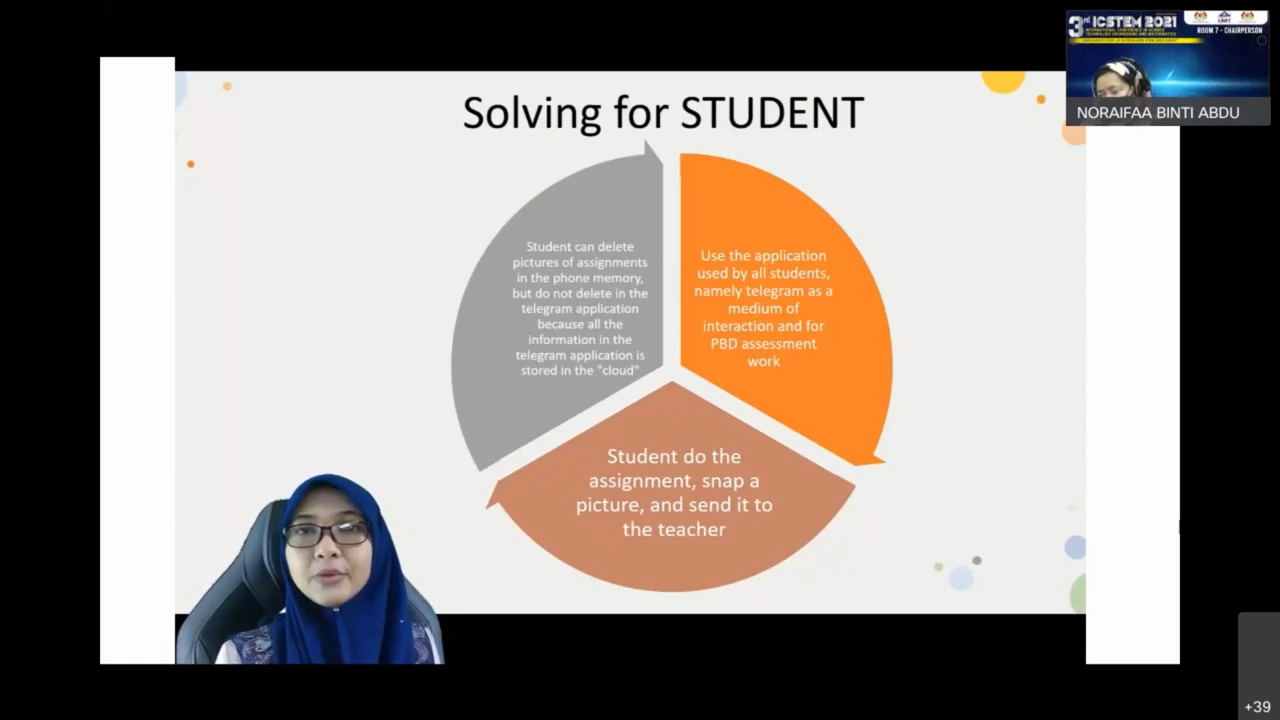 Solving for STUDENT
Student can delete
pictures of assignments
in the phone memory,
but do not delete in the
telegram application
because all the
information in the
telegram application is
stored in the "cloud"
Use the application
used by all students,
namely telegram as a
medium of
interaction and for
PBD assessment
work
Student do the
assignment, snap a
picture, and send it to
the teacher
3rd ICSTEM 2021
INTERNATIONAL CONFERENCE IN SCIENCE
TECHNOLOGY ENGINEERING AND MATHEMATICS
UMT
ROOM 7 - CHAIRPERSON
NORAIFAA BINTI ABDU
+39